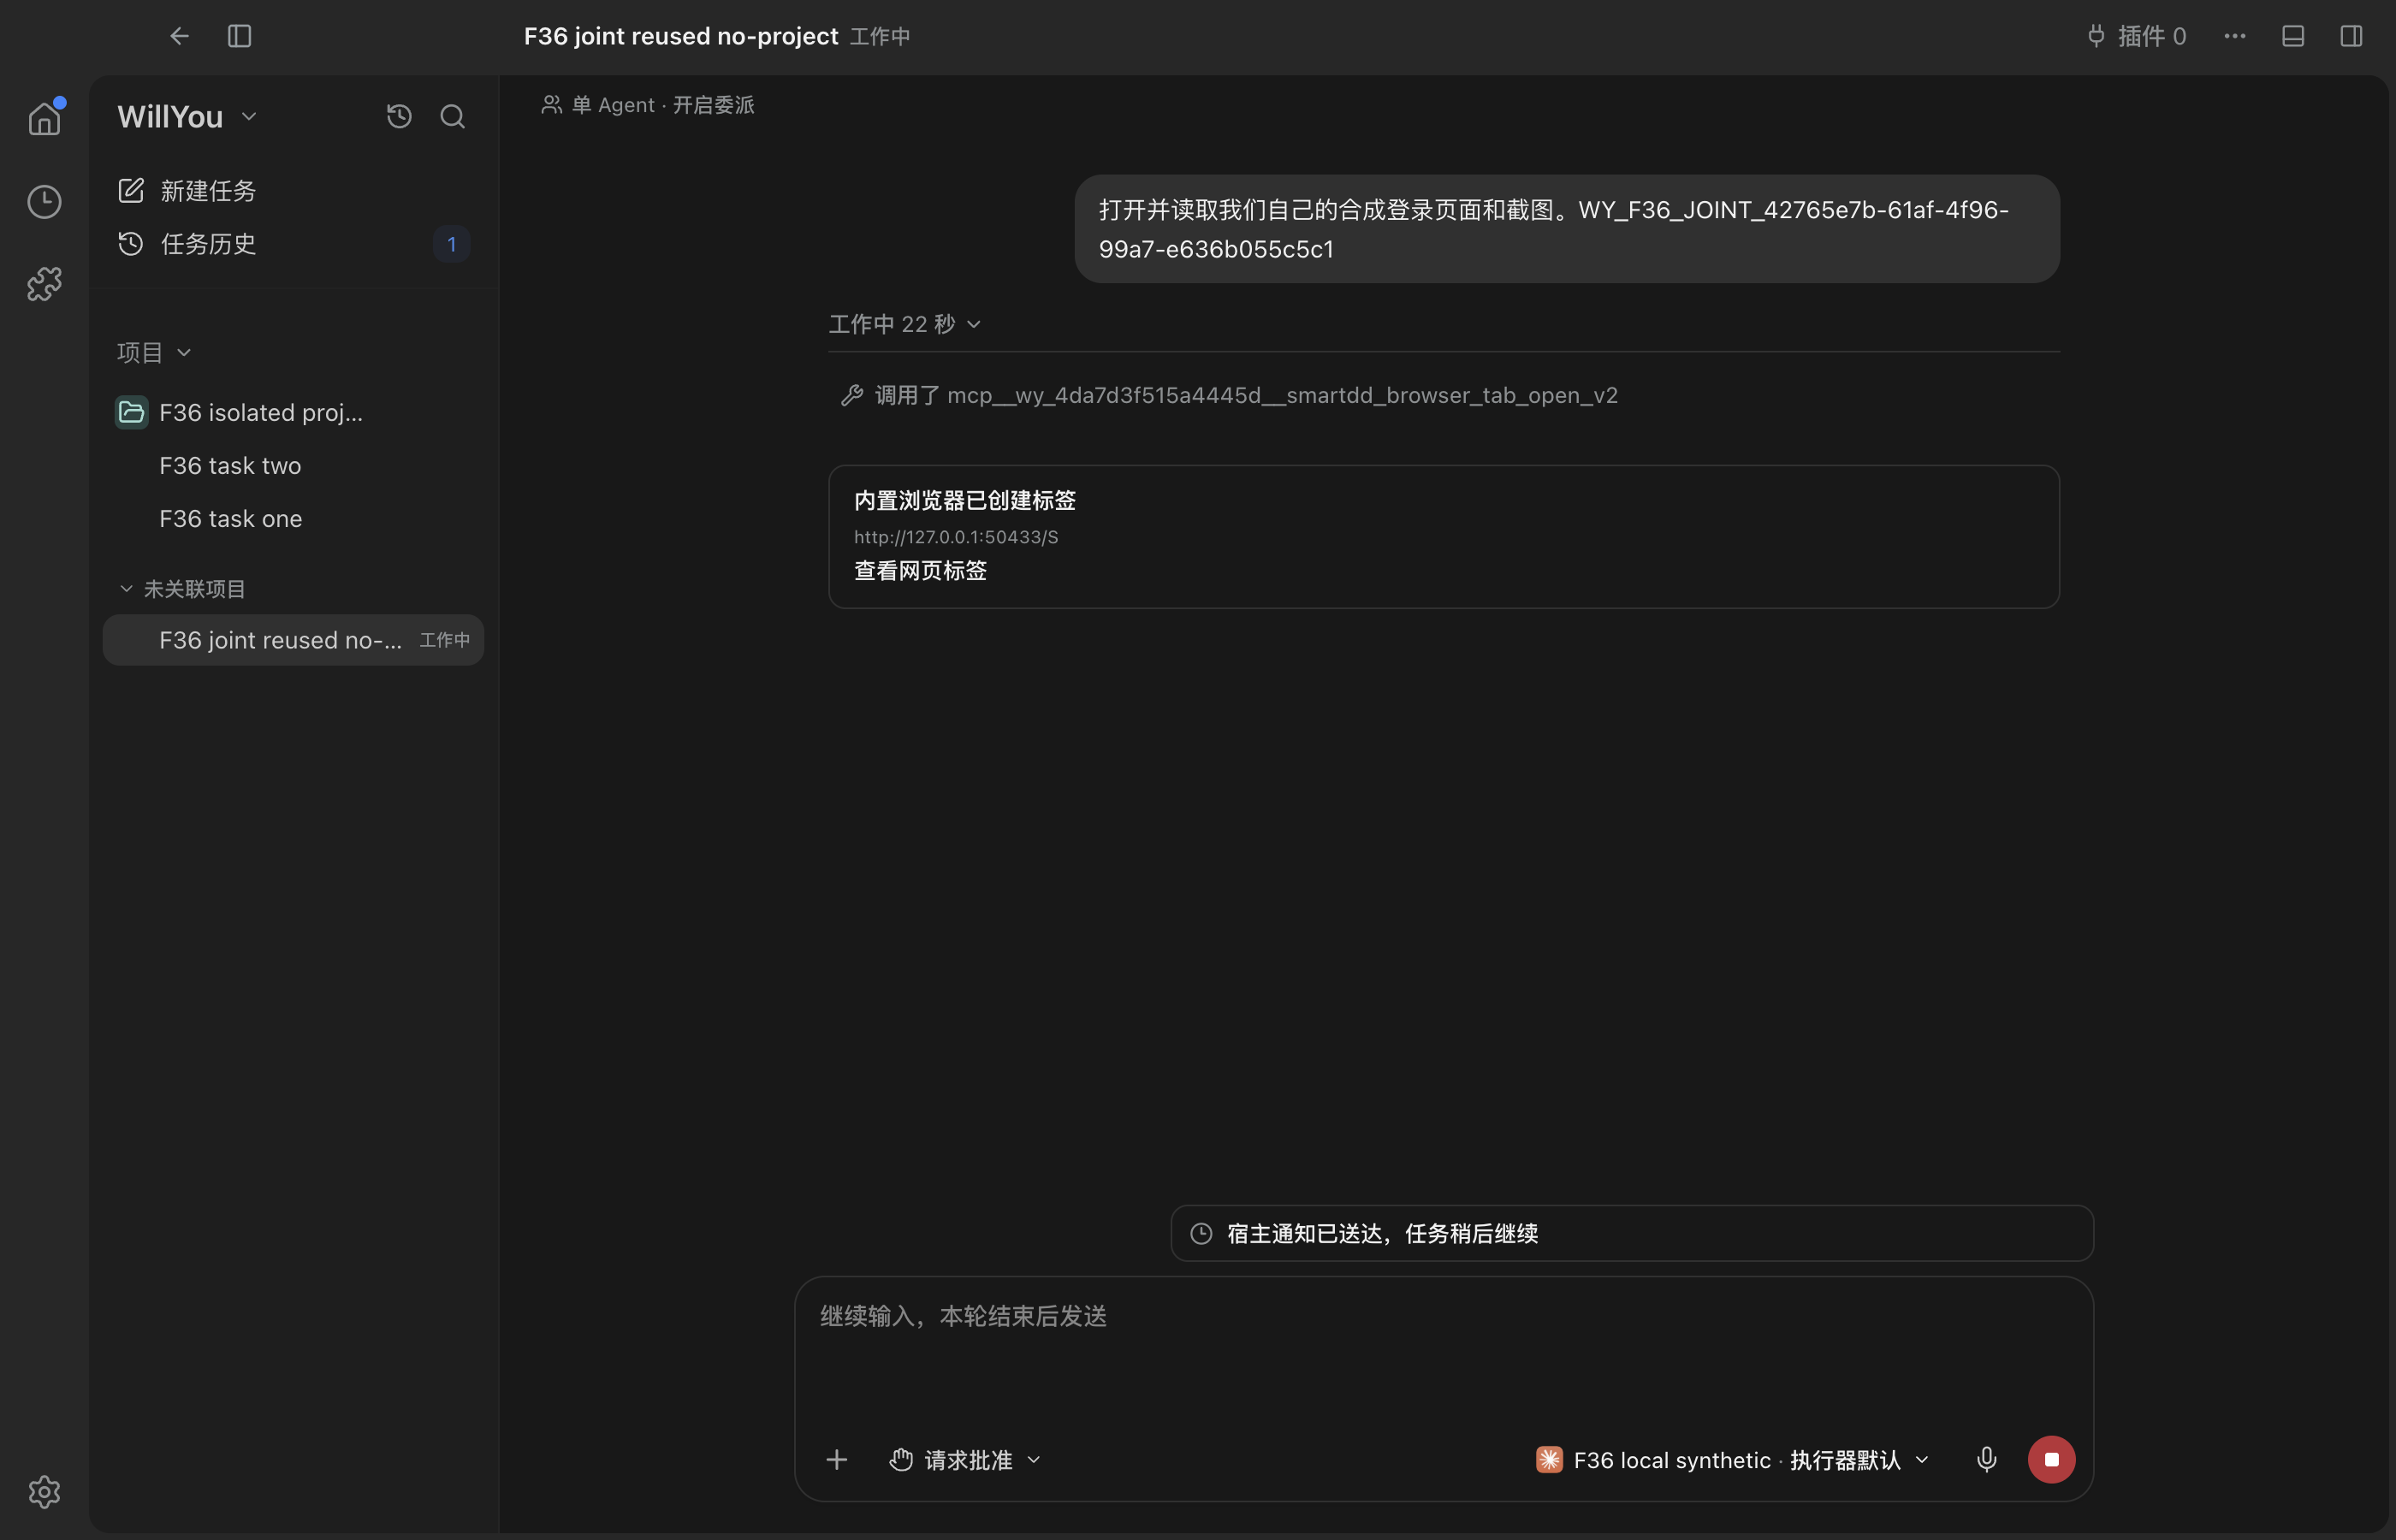 F36 joint reused no-project 工作中
插件 0
WillYou
新建任务
任务历史 1
项目
F36 isolated proj...
F36 task two
F36 task one
未关联项目
F36 joint reused no-... 工作中
单 Agent · 开启委派
打开并读取我们自己的合成登录页面和截图。WY_F36_JOINT_42765e7b-61af-4f96-
99a7-e636b055c5c1
工作中 22 秒
调用了 mcp__wy_4da7d3f515a4445d__smartdd_browser_tab_open_v2
内置浏览器已创建标签
http://127.0.0.1:50433/S
查看网页标签
宿主通知已送达，任务稍后继续
继续输入，本轮结束后发送
请求批准
F36 local synthetic · 执行器默认